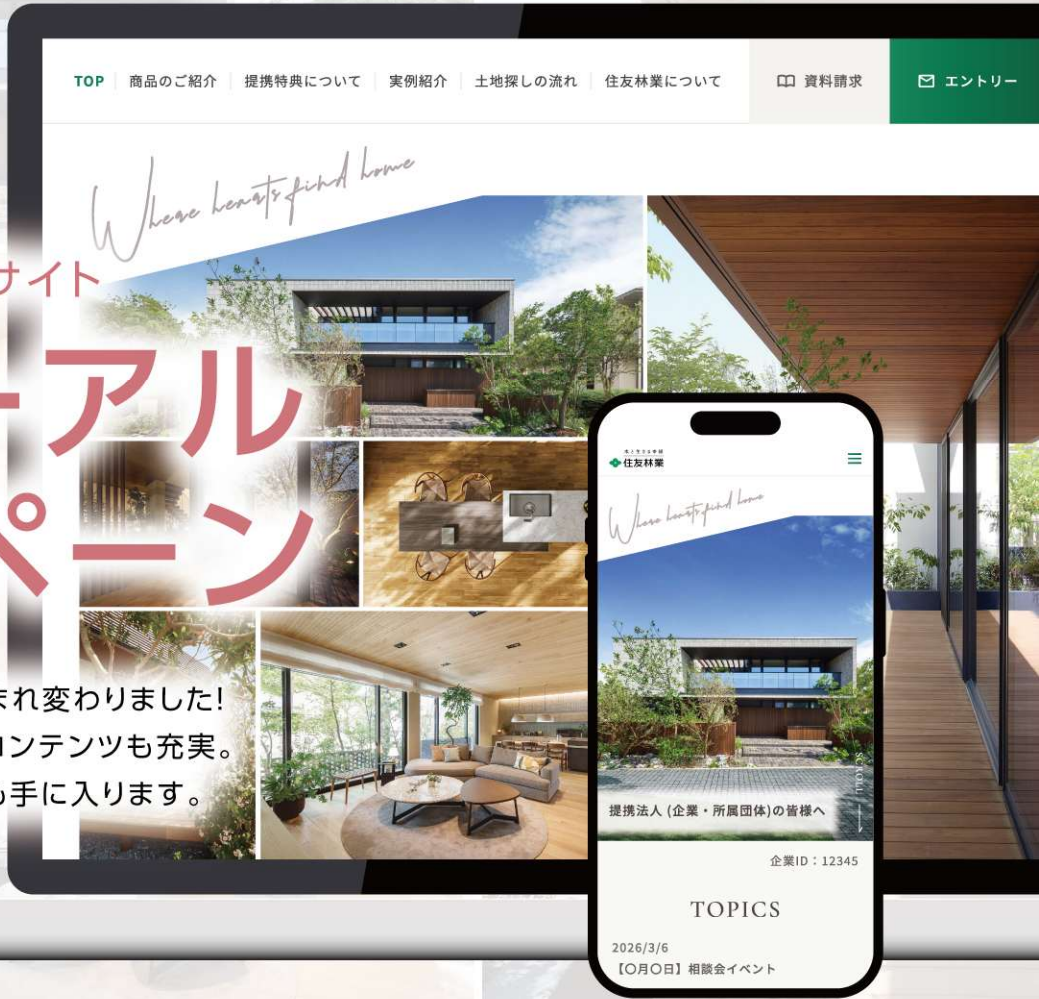 TOP 商品のご紹介 提携特典について 実例紹介 土地探しの流れ 住友林業について 資料請求 エントリー
Where hearts find home
サイト
ーアル
ペーン
まれ変わりました!
コンテンツも充実。
も手に入ります。
住友林業
Where hearts find home
SCROLL
提携法人 (企業・所属団体)の皆様へ
企業ID：12345
TOPICS
2026/3/6
【〇月〇日】相談会イベント